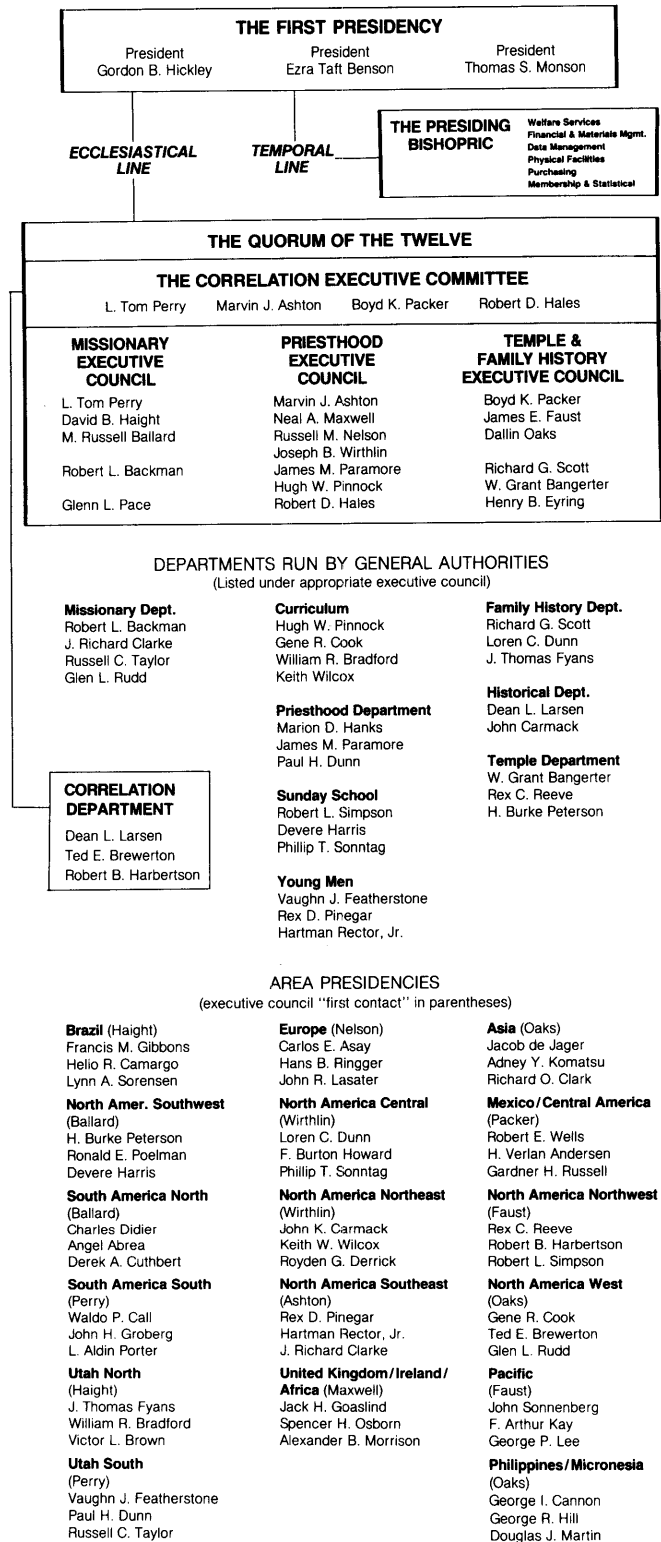 THE FIRST PRESIDENCY
President President President
Gordon B. Hickley Ezra Taft Benson Thomas S. Monson
ECCLESIASTICAL LINE
TEMPORAL LINE
THE PRESIDING BISHOPRIC
Welfare Services
Financial & Materials Mgmt.
Data Management
Physical Facilities
Purchasing
Membership & Statistical
THE QUORUM OF THE TWELVE
THE CORRELATION EXECUTIVE COMMITTEE
L. Tom Perry Marvin J. Ashton Boyd K. Packer Robert D. Hales
MISSIONARY
EXECUTIVE
COUNCIL
L. Tom Perry
David B. Haight
M. Russell Ballard
Robert L. Backman
Glenn L. Pace
PRIESTHOOD
EXECUTIVE
COUNCIL
Marvin J. Ashton
Neal A. Maxwell
Russell M. Nelson
Joseph B. Wirthlin
James M. Paramore
Hugh W. Pinnock
Robert D. Hales
TEMPLE &
FAMILY HISTORY
EXECUTIVE COUNCIL
Boyd K. Packer
James E. Faust
Dallin Oaks
Richard G. Scott
W. Grant Bangerter
Henry B. Eyring
DEPARTMENTS RUN BY GENERAL AUTHORITIES
(Listed under appropriate executive council)
Missionary Dept.
Robert L. Backman
J. Richard Clarke
Russell C. Taylor
Glen L. Rudd
CORRELATION
DEPARTMENT
Dean L. Larsen
Ted E. Brewerton
Robert B. Harbertson
Curriculum
Hugh W. Pinnock
Gene R. Cook
William R. Bradford
Keith Wilcox
Priesthood Department
Marion D. Hanks
James M. Paramore
Paul H. Dunn
Sunday School
Robert L. Simpson
Devere Harris
Phillip T. Sonntag
Young Men
Vaughn J. Featherstone
Rex D. Pinegar
Hartman Rector, Jr.
Family History Dept.
Richard G. Scott
Loren C. Dunn
J. Thomas Fyans
Historical Dept.
Dean L. Larsen
John Carmack
Temple Department
W. Grant Bangerter
Rex C. Reeve
H. Burke Peterson
AREA PRESIDENCIES
(executive council "first contact" in parentheses)
Brazil (Haight)
Francis M. Gibbons
Helio R. Camargo
Lynn A. Sorensen
North Amer. Southwest
(Ballard)
H. Burke Peterson
Ronald E. Poelman
Devere Harris
South America North
(Ballard)
Charles Didier
Angel Abrea
Derek A. Cuthbert
South America South
(Perry)
Waldo P. Call
John H. Groberg
L. Aldin Porter
Utah North
(Haight)
J. Thomas Fyans
William R. Bradford
Victor L. Brown
Utah South
(Perry)
Vaughn J. Featherstone
Paul H. Dunn
Russell C. Taylor
Europe (Nelson)
Carlos E. Asay
Hans B. Ringger
John R. Lasater
North America Central
(Wirthlin)
Loren C. Dunn
F. Burton Howard
Phillip T. Sonntag
North America Northeast
(Wirthlin)
John K. Carmack
Keith W. Wilcox
Royden G. Derrick
North America Southeast
(Ashton)
Rex D. Pinegar
Hartman Rector, Jr.
J. Richard Clarke
United Kingdom/Ireland/
Africa (Maxwell)
Jack H. Goaslind
Spencer H. Osborn
Alexander B. Morrison
Asia (Oaks)
Jacob de Jager
Adney Y. Komatsu
Richard O. Clark
Mexico/Central America
(Packer)
Robert E. Wells
H. Verlan Andersen
Gardner H. Russell
North America Northwest
(Faust)
Rex C. Reeve
Robert B. Harbertson
Robert L. Simpson
North America West
(Oaks)
Gene R. Cook
Ted E. Brewerton
Glen L. Rudd
Pacific
(Faust)
John Sonnenberg
F. Arthur Kay
George P. Lee
Philippines/Micronesia
(Oaks)
George I. Cannon
George R. Hill
Douglas J. Martin